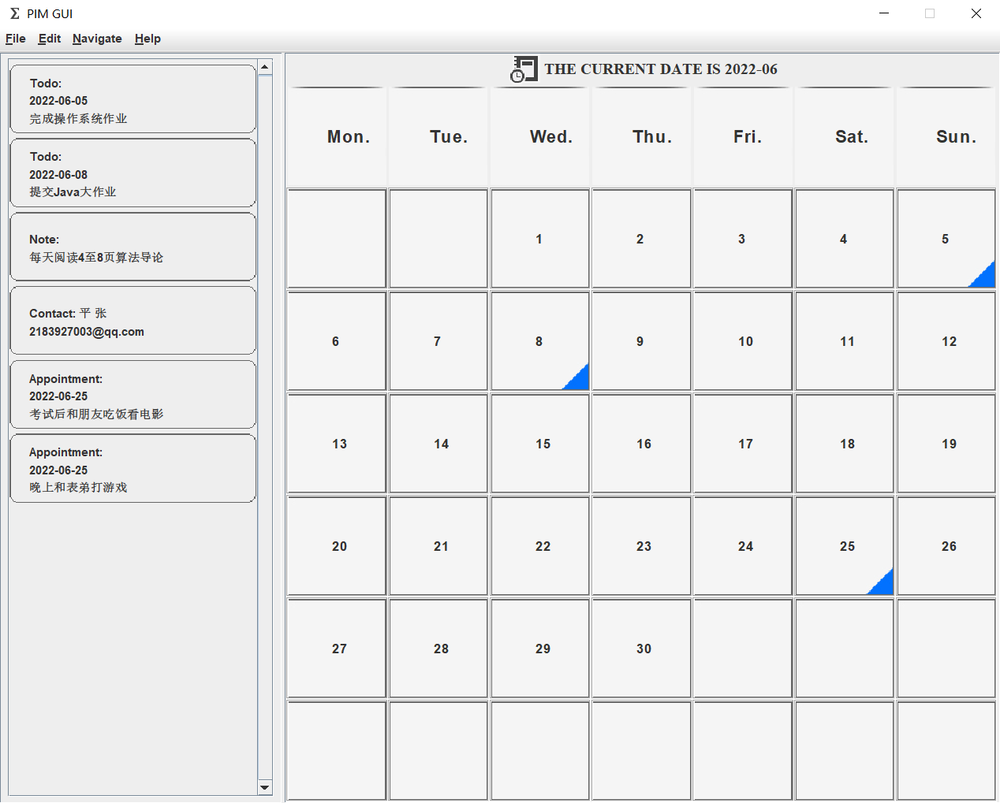 PIM GUI
File Edit Navigate Help
Todo:
2022-06-05
完成操作系统作业
Todo:
2022-06-08
提交Java大作业
Note:
每天阅读4至8页算法导论
Contact: 平 张
2183927003@qq.com
Appointment:
2022-06-25
考试后和朋友吃饭看电影
Appointment:
2022-06-25
晚上和表弟打游戏
THE CURRENT DATE IS 2022-06
Mon. Tue. Wed. Thu. Fri. Sat. Sun.
1 2 3 4 5
6 7 8 9 10 11 12
13 14 15 16 17 18 19
20 21 22 23 24 25 26
27 28 29 30